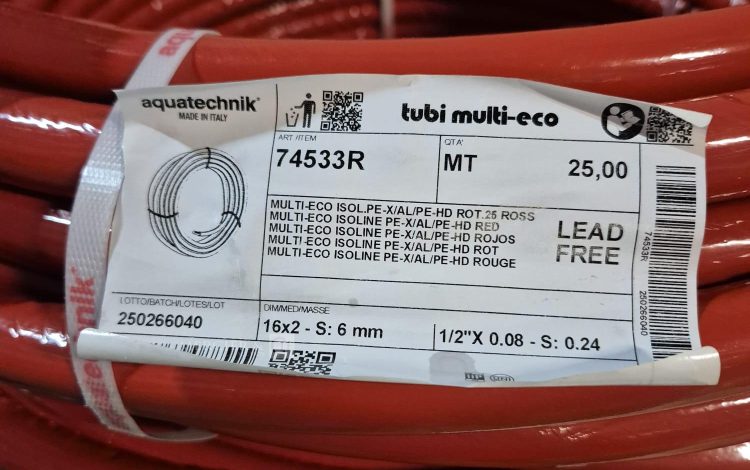 aquatechnik
aquatechnik®
MADE IN ITALY
tubi multi-eco
ART./ITEM
74533R
QTA'
MT 25,00
MULTI-ECO ISOL.PE-X/AL/PE-HD ROT.25 ROSS
MULTI-ECO ISOLINE PE-X/AL/PE-HD RED
MULTI-ECO ISOLINE PE-X/AL/PE-HD ROJOS
MULTI-ECO ISOLINE PE-X/AL/PE-HD ROT
MULTI-ECO ISOLINE PE-X/AL/PE-HD ROUGE
LEAD
FREE
LOTTO/BATCH/LOTES/LOT
250266040
DIM/MED/MASSE
16x2 - S: 6 mm
1/2"X 0.08 - S: 0.24
74533R
250266040